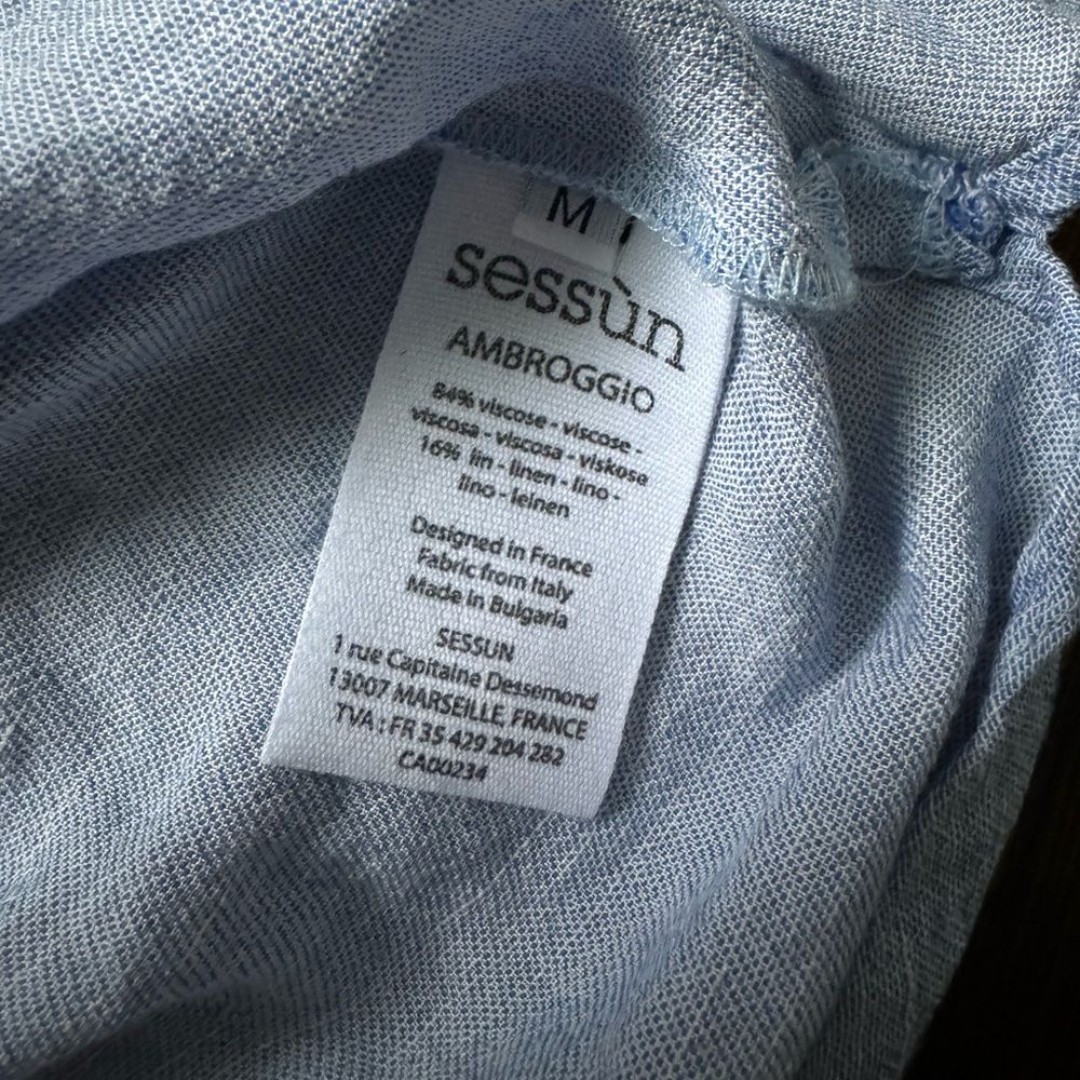 M
sessùn
AMBROGGIO
84% viscose - viscose -
viscosa - viscosa - viskose
16% lin - linen - lino -
lino - leinen
Designed in France
Fabric from Italy
Made in Bulgaria
SESSUN
1 rue Capitaine Dessemond
13007 MARSEILLE, FRANCE
TVA : FR 35 429 204 282
CA00234